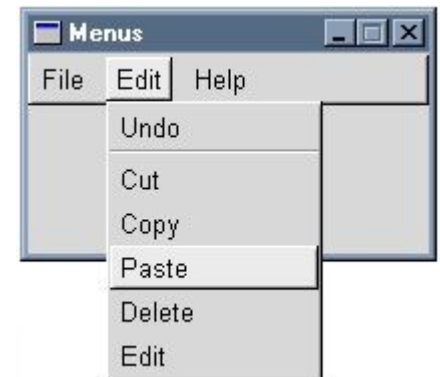 Menus
File Edit Help
Undo
Cut
Copy
Paste
Delete
Edit